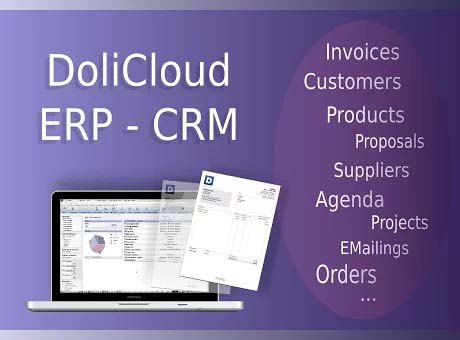 DoliCloud
ERP - CRM
Invoices
Customers
Products
Proposals
Suppliers
Agenda
Projects
EMailings
Orders
...